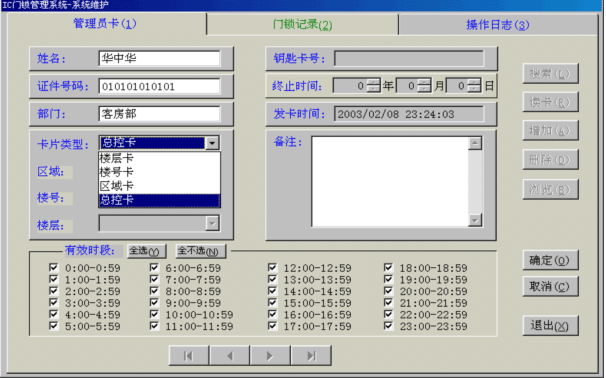 IC门锁管理系统-系统维护
管理员卡(1)
门锁记录(2)
操作日志(3)
姓名:
华中华
证件号码:
010101010101
部门:
客房部
卡片类型:
总控卡
楼层卡
楼号卡
区域卡
总控卡
区域:
楼号:
楼层:
钥匙卡号:
终止时间:
0 年 0 月 0 日
发卡时间:
2003/02/08 23:24:03
备注:
搜索(L)
读卡(R)
增加(A)
删除(D)
浏览(B)
确定(O)
取消(C)
退出(X)
有效时段: 全选(Y) 全不选(N)
0:00-0:59 6:00-6:59 12:00-12:59 18:00-18:59
1:00-1:59 7:00-7:59 13:00-13:59 19:00-19:59
2:00-2:59 8:00-8:59 14:00-14:59 20:00-20:59
3:00-3:59 9:00-9:59 15:00-15:59 21:00-21:59
4:00-4:59 10:00-10:59 16:00-16:59 22:00-22:59
5:00-5:59 11:00-11:59 17:00-17:59 23:00-23:59